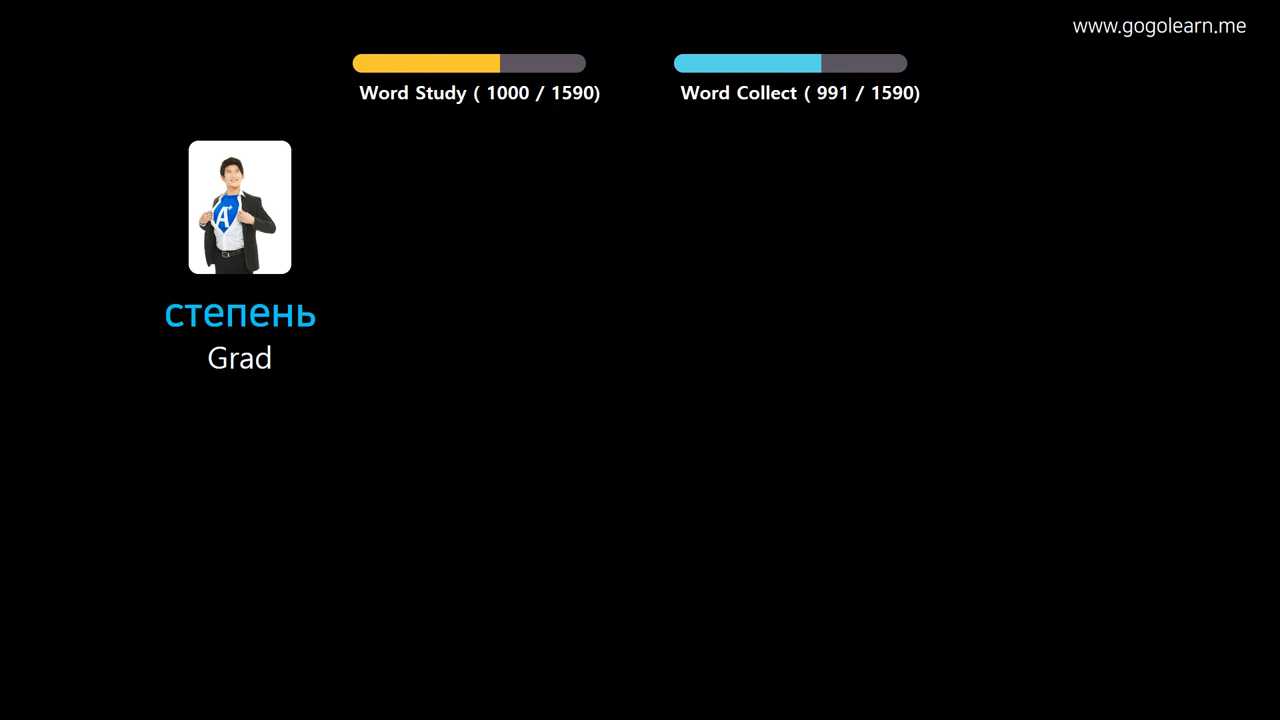 www.gogolearn.me
Word Study ( 1000 / 1590)
Word Collect ( 991 / 1590)
A+
степень
Grad